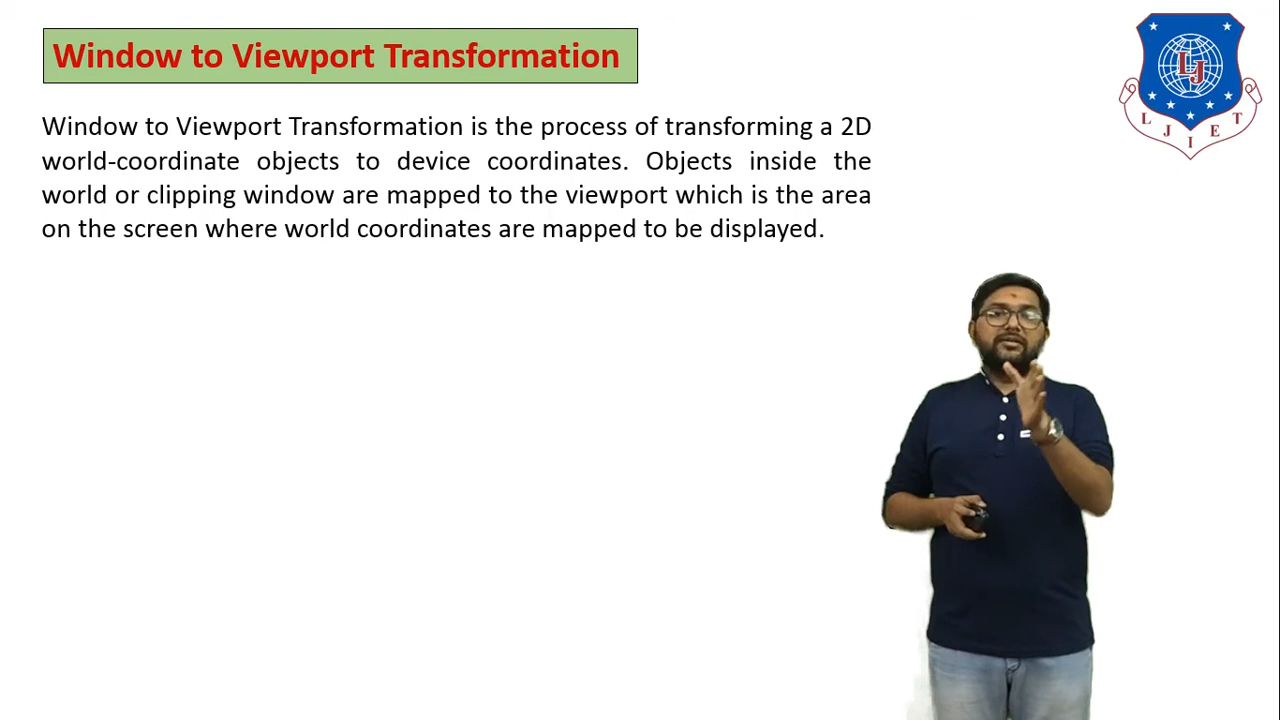 Window to Viewport Transformation
Window to Viewport Transformation is the process of transforming a 2D
world-coordinate objects to device coordinates. Objects inside the
world or clipping window are mapped to the viewport which is the area
on the screen where world coordinates are mapped to be displayed.
LJ
L J I E T